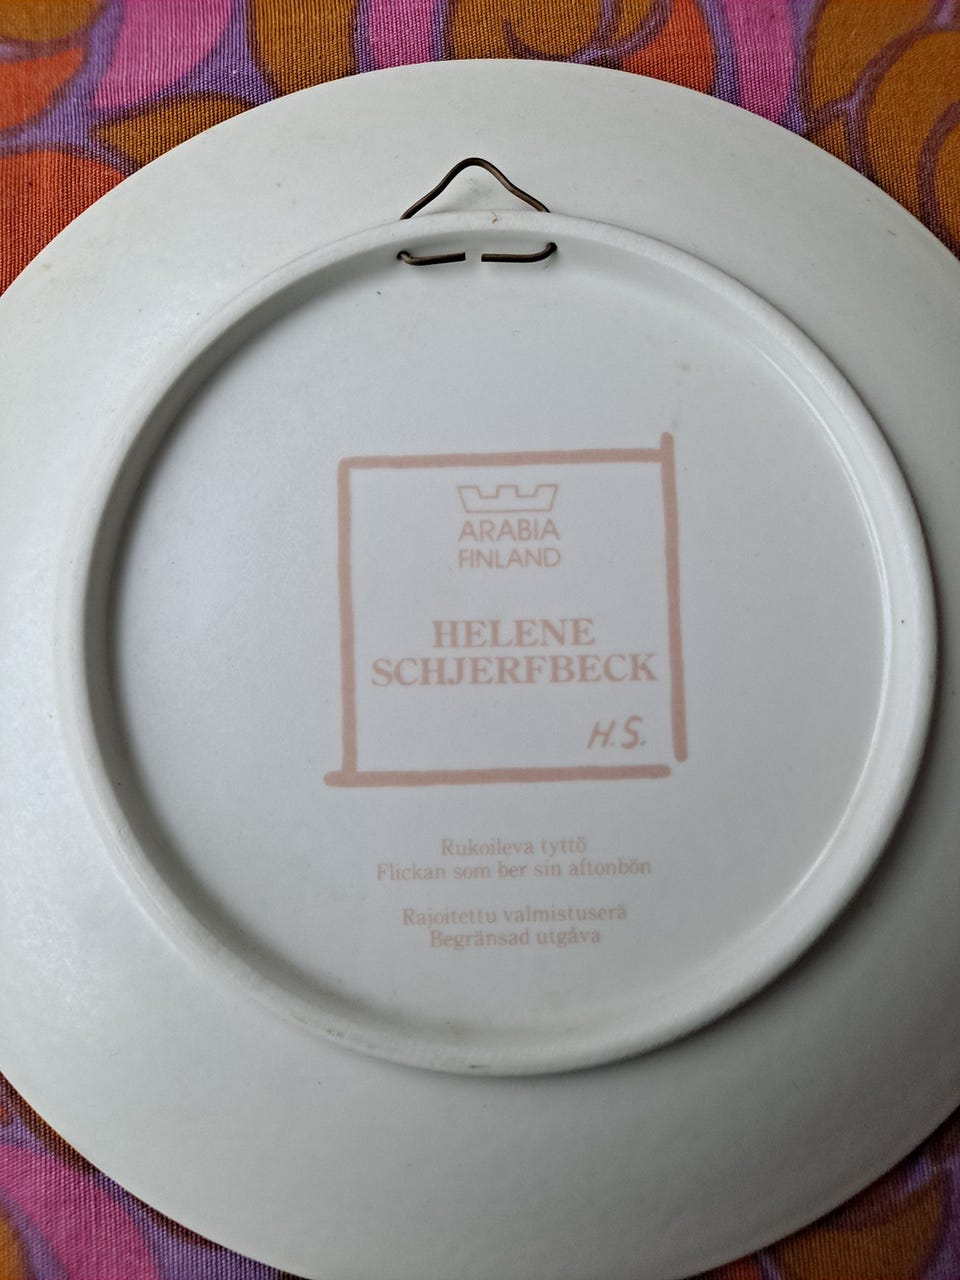 ARABIA
FINLAND
HELENE
SCHJERFBECK
H.S.
Rukoileva tyttö
Flickan som ber sin aftonbön
Rajoitettu valmistuserä
Begränsad utgåva